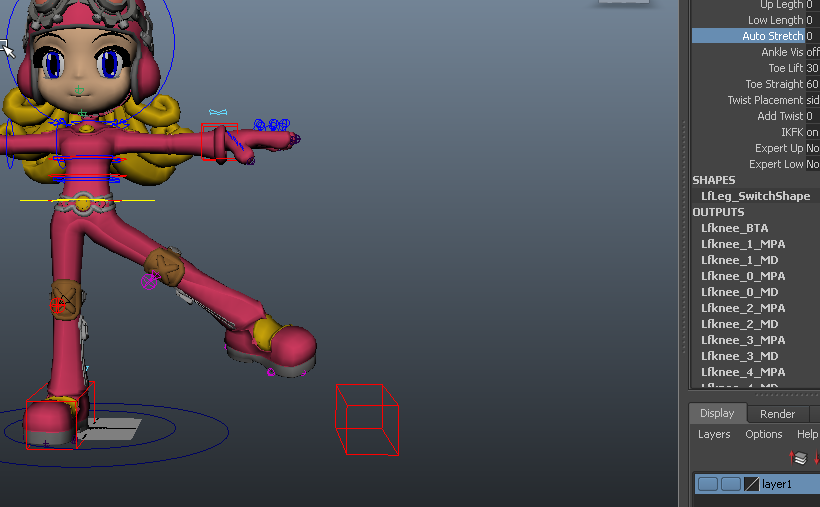 Up Legth 0
Low Length 0
Auto Stretch 0
Ankle Vis off
Toe Lift 30
Toe Straight 60
Twist Placement sid
Add Twist 0
IKFK on
Expert Up No
Expert Low No
SHAPES
LfLeg_SwitchShape
OUTPUTS
Lfknee_BTA
Lfknee_1_MPA
Lfknee_1_MD
Lfknee_0_MPA
Lfknee_0_MD
Lfknee_2_MPA
Lfknee_2_MD
Lfknee_3_MPA
Lfknee_3_MD
Lfknee_4_MPA
Lfknee_4_MD
Display Render
Layers Options Help
layer1